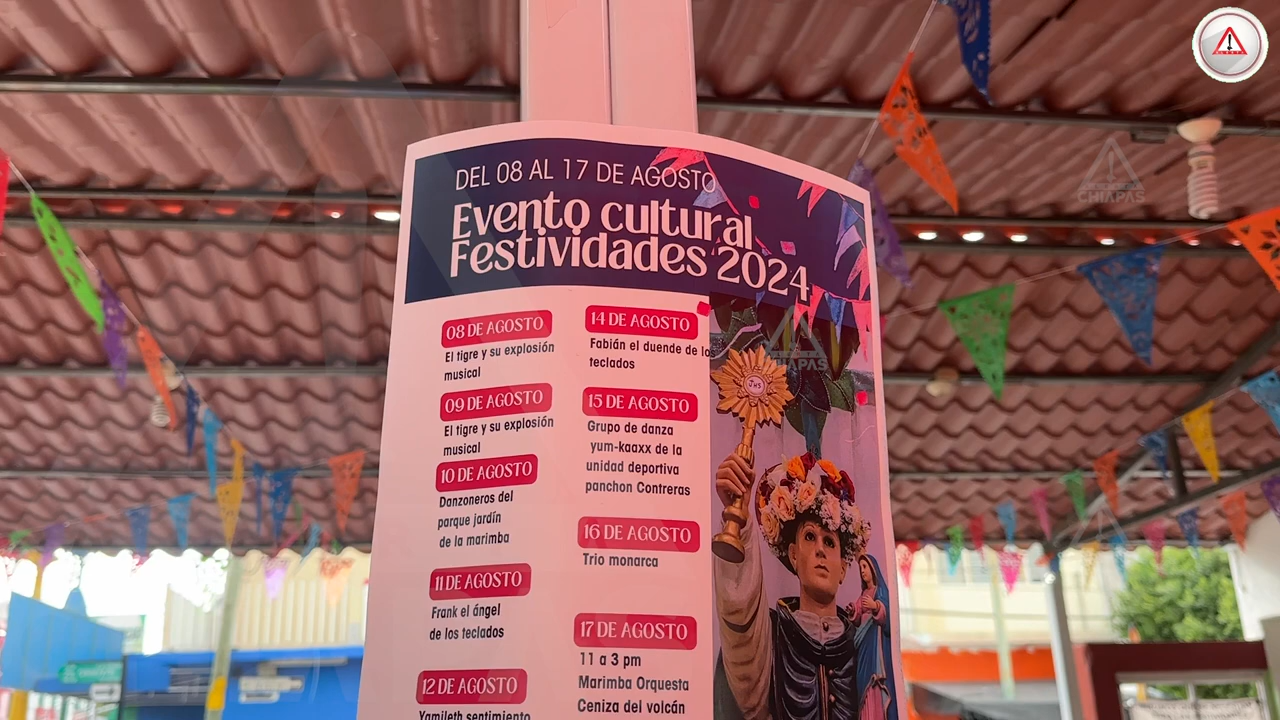 DEL 08 AL 17 DE AGOSTO
Evento cultural
Festividades 2024
08 DE AGOSTO
El tigre y su explosión
musical
09 DE AGOSTO
El tigre y su explosión
musical
10 DE AGOSTO
Danzoneros del
parque jardín
de la marimba
11 DE AGOSTO
Frank el ángel
de los teclados
12 DE AGOSTO
Yamileth sentimiento
14 DE AGOSTO
Fabián el duende de los
teclados
15 DE AGOSTO
Grupo de danza
yum-kaaxx de la
unidad deportiva
panchon Contreras
16 DE AGOSTO
Trio monarca
17 DE AGOSTO
11 a 3 pm
Marimba Orquesta
Ceniza del volcán
JHS
CHIAPAS
CHIAPAS